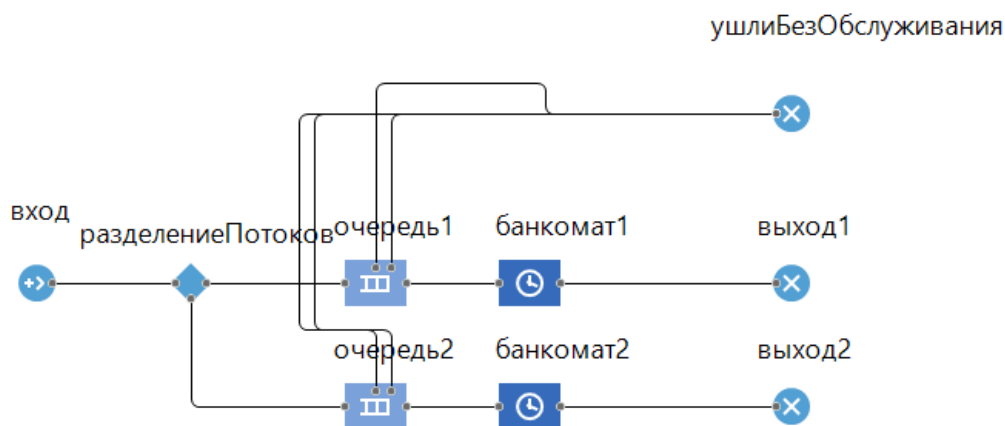 ушлиБезОбслуживания
вход
разделениеПотоков
очередь1
банкомат1
выход1
очередь2
банкомат2
выход2